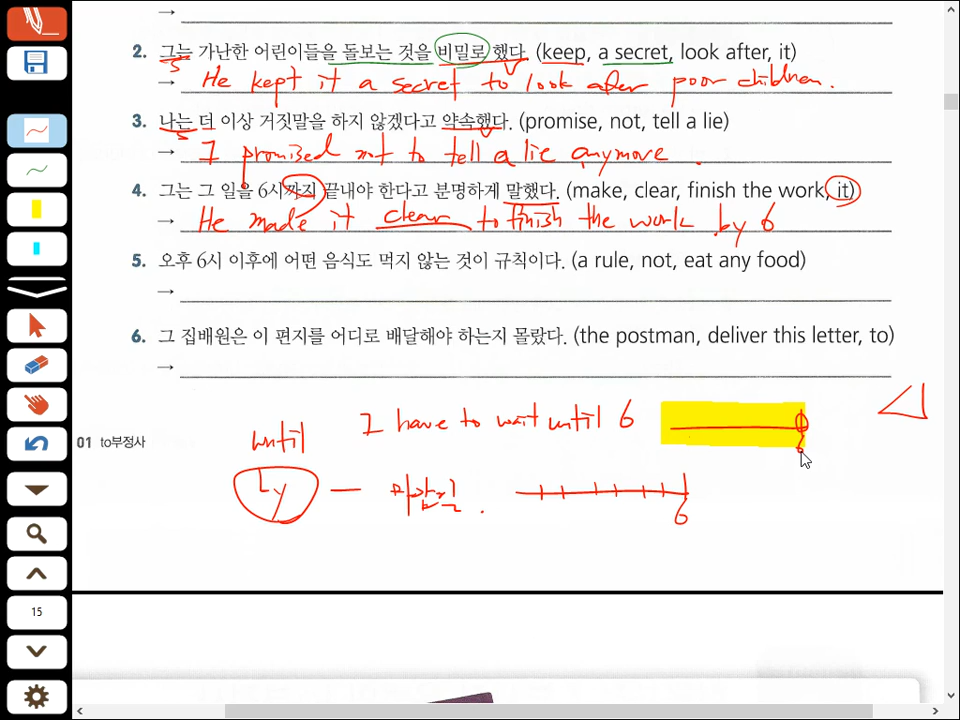 →
2. 그는 가난한 어린이들을 돌보는 것을 비밀로 했다. (keep, a secret, look after, it)
→ He kept it a secret to look after poor children.
3. 나는 더 이상 거짓말을 하지 않겠다고 약속했다. (promise, not, tell a lie)
→ I promised not to tell a lie anymore.
4. 그는 그 일을 6시까지 끝내야 한다고 분명하게 말했다. (make, clear, finish the work, it)
→ He made it clear to finish the work by 6
5. 오후 6시 이후에 어떤 음식도 먹지 않는 것이 규칙이다. (a rule, not, eat any food)
→
6. 그 집배원은 이 편지를 어디로 배달해야 하는지 몰랐다. (the postman, deliver this letter, to)
→
until I have to wait until 6
6
01 to부정사
by — 마감일.
6
15